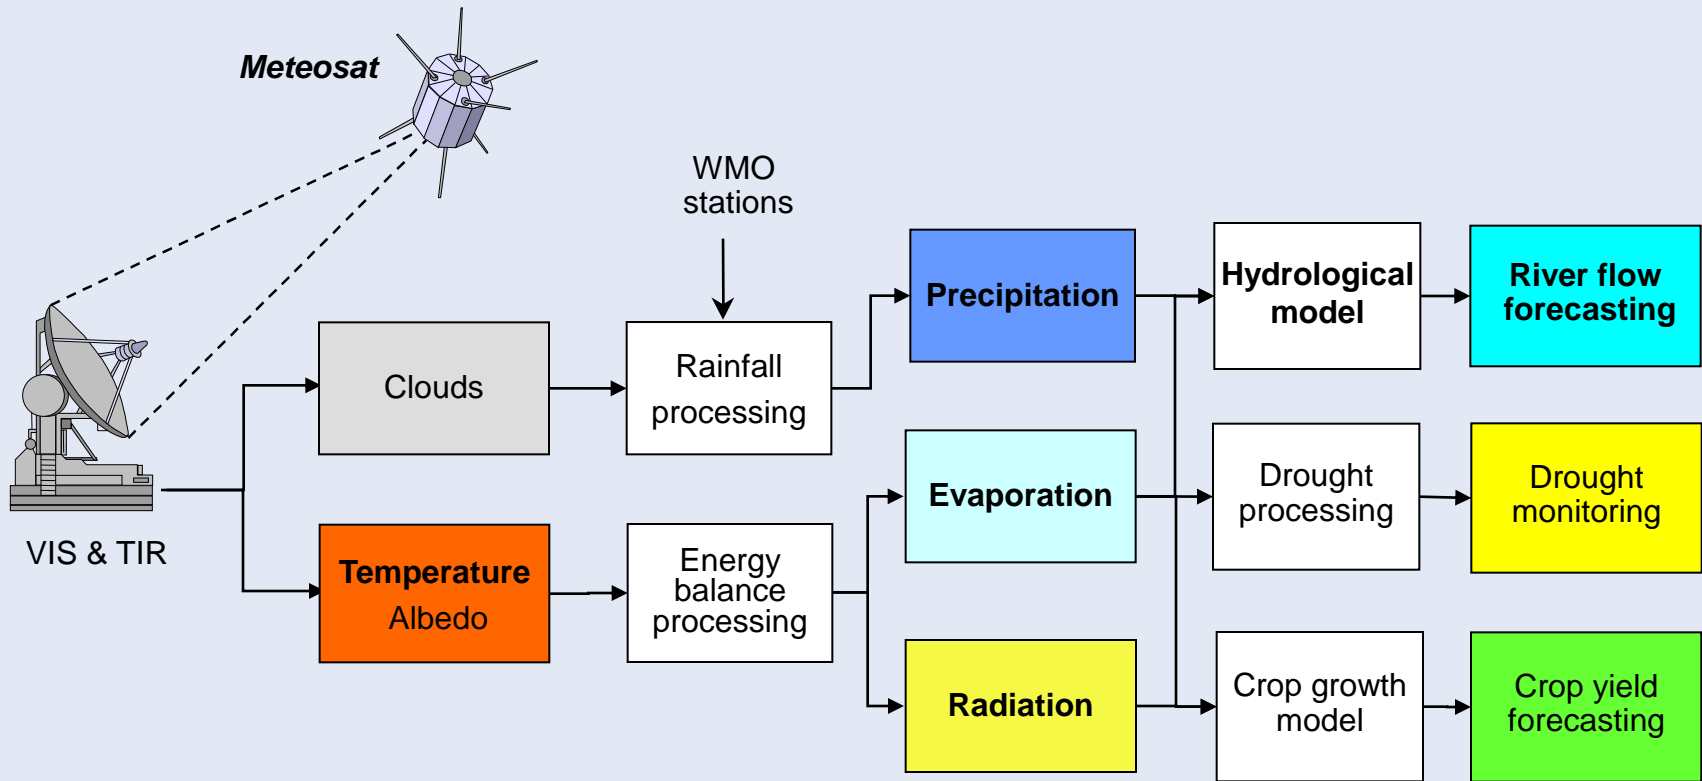 Meteosat
WMO
stations
VIS & TIR
Clouds
Temperature
Albedo
Rainfall
processing
Energy
balance
processing
Precipitation
Evaporation
Radiation
Hydrological
model
Drought
processing
Crop growth
model
River flow
forecasting
Drought
monitoring
Crop yield
forecasting